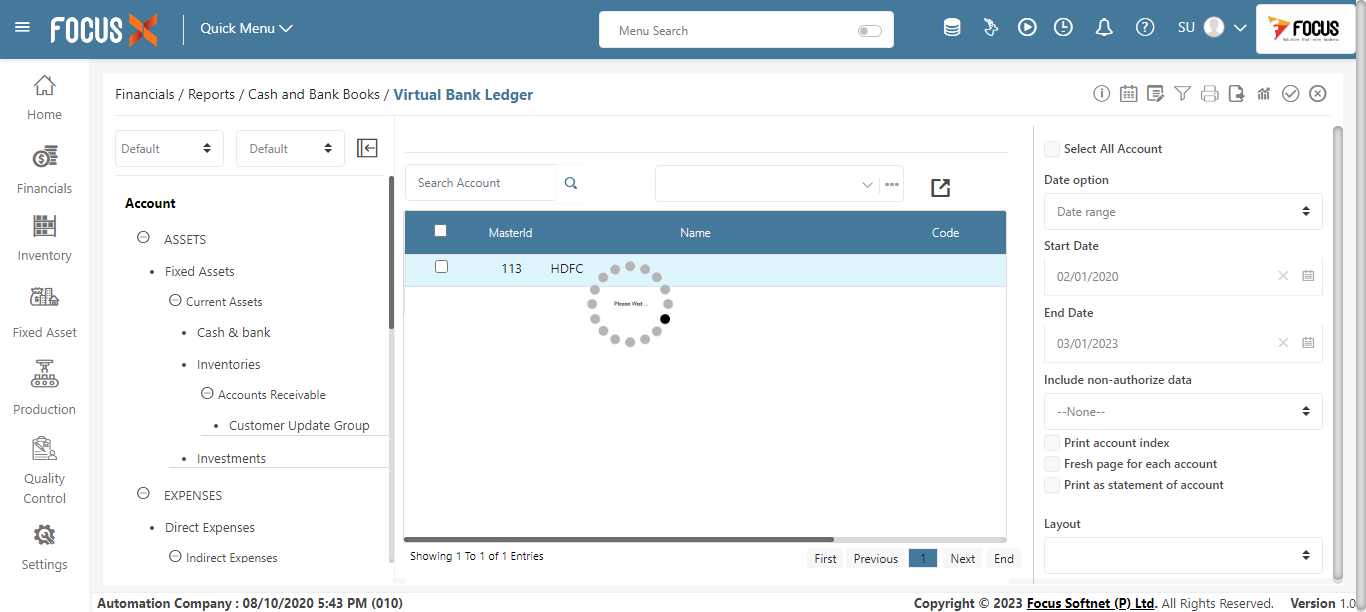 FOCUS X
Quick Menu
Menu Search
SU
FOCUS
Home
Financials
Inventory
Fixed Asset
Production
Quality
Control
Settings
Financials / Reports / Cash and Bank Books / Virtual Bank Ledger
Default
Default
Account
ASSETS
Fixed Assets
Current Assets
Cash & bank
Inventories
Accounts Receivable
Customer Update Group
Investments
EXPENSES
Direct Expenses
Indirect Expenses
Search Account
MasterId Name Code
113 HDFC
Please Wait ...
Showing 1 To 1 of 1 Entries
First Previous 1 Next End
Select All Account
Date option
Date range
Start Date
02/01/2020
End Date
03/01/2023
Include non-authorize data
--None--
Print account index
Fresh page for each account
Print as statement of account
Layout
Automation Company : 08/10/2020 5:43 PM (010)
Copyright © 2023 Focus Softnet (P) Ltd. All Rights Reserved. Version 1.0